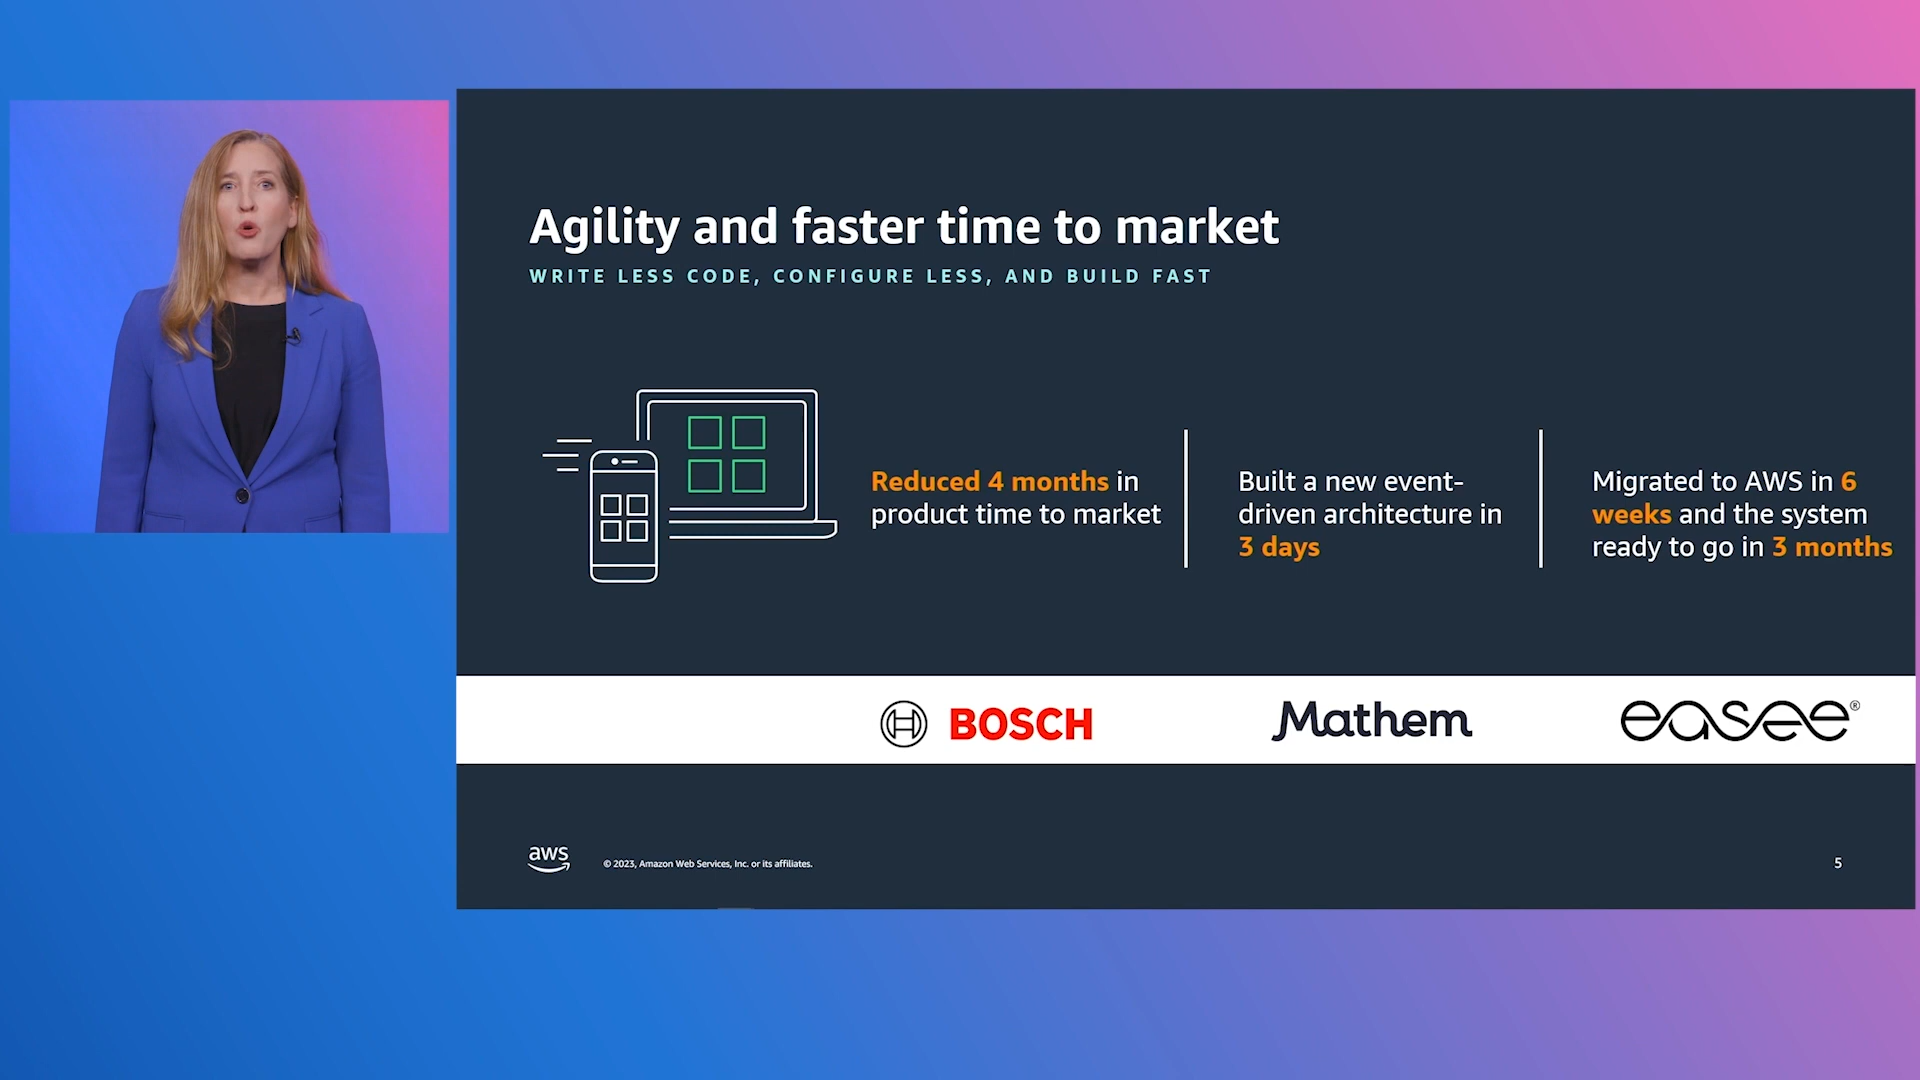 Agility and faster time to market
WRITE LESS CODE, CONFIGURE LESS, AND BUILD FAST
Reduced 4 months in
product time to market
Built a new event-
driven architecture in
3 days
Migrated to AWS in 6
weeks and the system
ready to go in 3 months
BOSCH
Mathem
easee®
aws
© 2023, Amazon Web Services, Inc. or its affiliates.
5